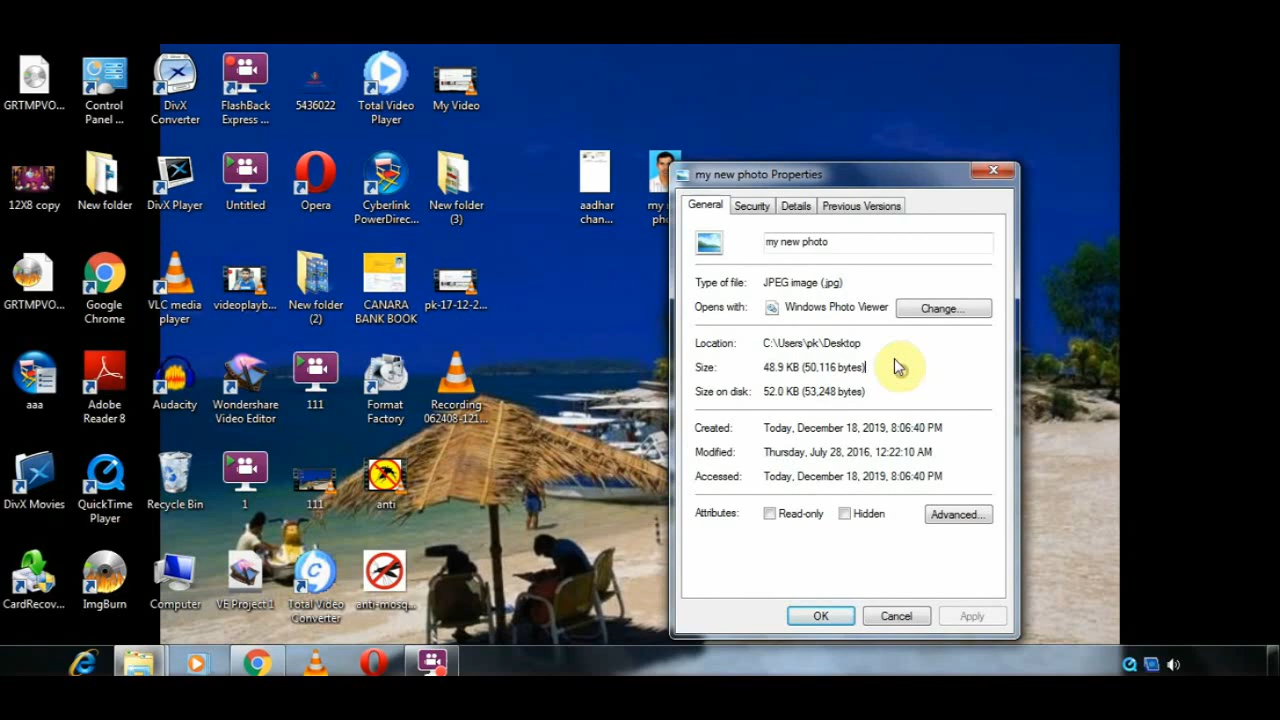 GRTMPVO...
Control Panel ...
DivX Converter
FlashBack Express ...
5436022
Total Video Player
My Video
12X8 copy
New folder
DivX Player
Untitled
Opera
Cyberlink PowerDirec...
New folder (3)
aadhar chan...
GRTMPVO...
Google Chrome
VLC media player
videoplayb...
New folder (2)
CANARA BANK BOOK
pk-17-12-2...
aaa
Adobe Reader 8
Audacity
Wondershare Video Editor
111
Format Factory
Recording 062408-121...
DivX Movies
QuickTime Player
Recycle Bin
1
111
anti
CardRecov...
ImgBurn
Computer
VE Project 1
Total Video Converter
anti-mosq...
my new photo Properties
General
Security
Details
Previous Versions
my new photo
Type of file: JPEG image (.jpg)
Opens with: Windows Photo Viewer
Change...
Location: C:\Users\pk\Desktop
Size: 48.9 KB (50,116 bytes)
Size on disk: 52.0 KB (53,248 bytes)
Created: Today, December 18, 2019, 8:06:40 PM
Modified: Thursday, July 28, 2016, 12:22:10 AM
Accessed: Today, December 18, 2019, 8:06:40 PM
Attributes: Read-only Hidden
Advanced...
OK
Cancel
Apply